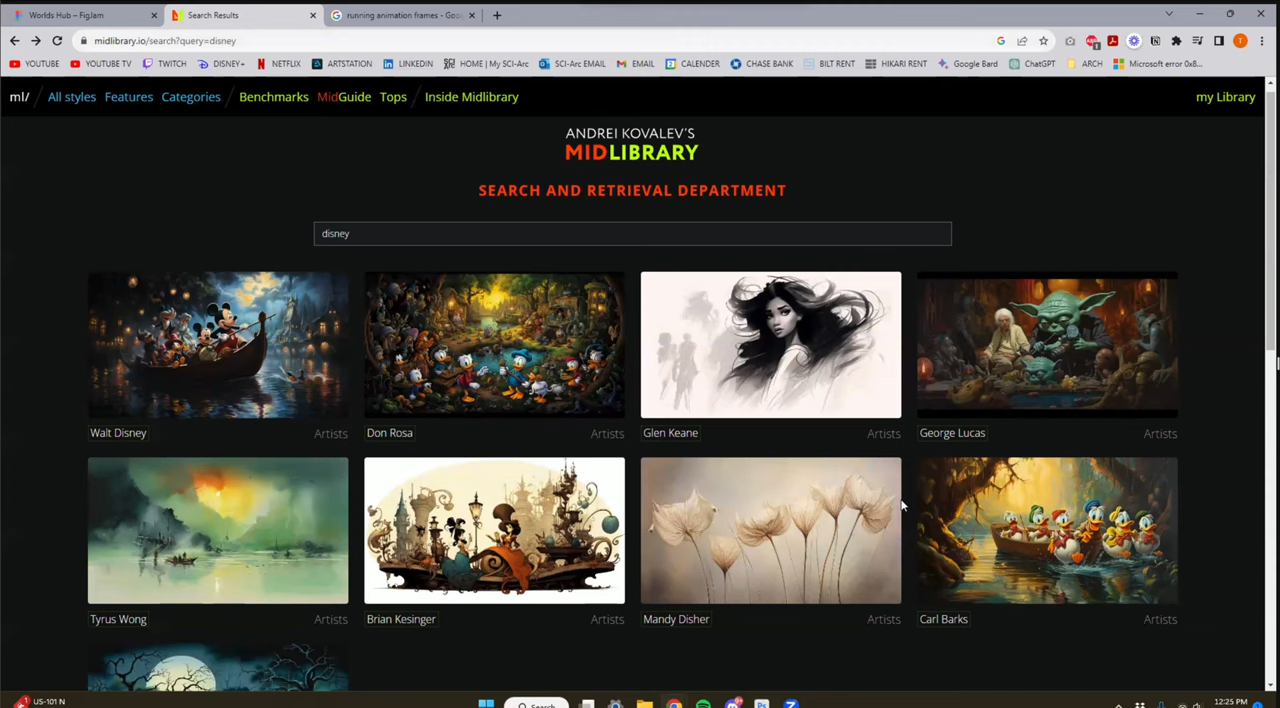 Worlds Hub – FigJam
Search Results
running animation frames - Goo
midlibrary.io/search?query=disney
YOUTUBE
YOUTUBE TV
TWITCH
DISNEY+
NETFLIX
ARTSTATION
LINKEDIN
HOME | My SCI-Arc
SCI-Arc EMAIL
EMAIL
CALENDER
CHASE BANK
BILT RENT
HIKARI RENT
Google Bard
ChatGPT
ARCH
Microsoft error 0x8...
ml/ All styles Features Categories Benchmarks MidGuide Tops Inside Midlibrary my Library
ANDREI KOVALEV'S
MIDLIBRARY
SEARCH AND RETRIEVAL DEPARTMENT
disney
Walt Disney Artists
Don Rosa Artists
Glen Keane Artists
George Lucas Artists
Tyrus Wong Artists
Brian Kesinger Artists
Mandy Disher Artists
Carl Barks Artists
US-101 N
Search
12:25 PM